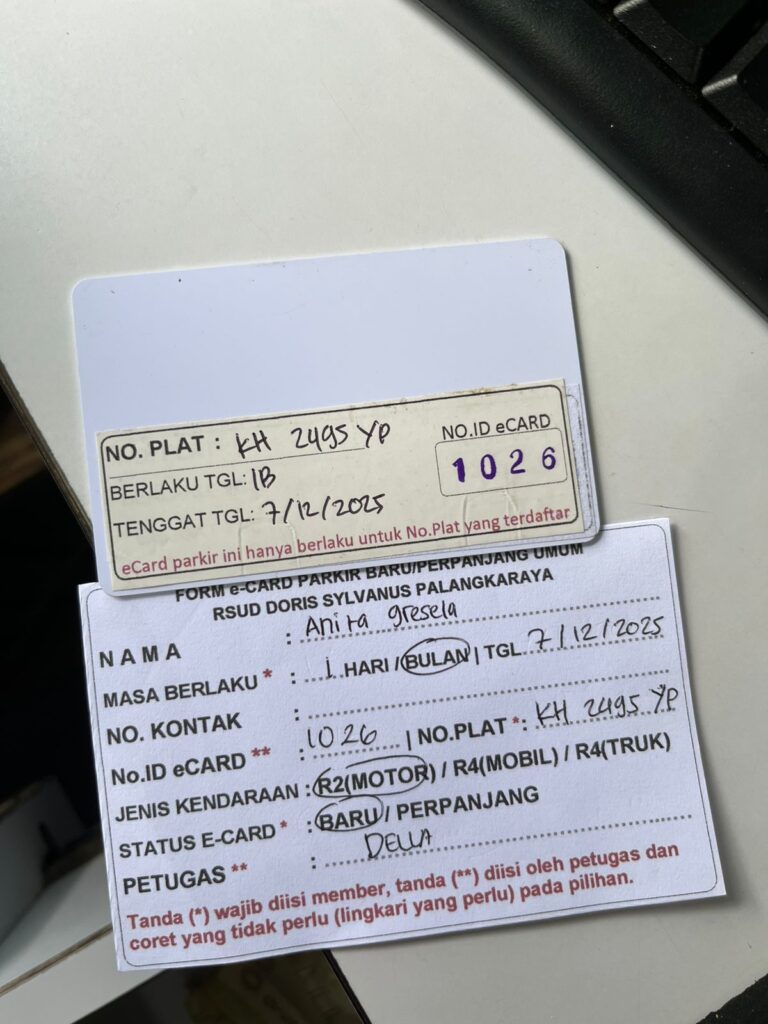 NO. PLAT : KH 2495 YP
NO.ID eCARD
1026
BERLAKU TGL: 1B
TENGGAT TGL: 7/12/2025
eCard parkir ini hanya berlaku untuk No.Plat yang terdaftar
FORM e-CARD PARKIR BARU/PERPANJANG UMUM
RSUD DORIS SYLVANUS PALANGKARAYA
NAMA : Anira gresela
MASA BERLAKU * : 1 HARI / BULAN | TGL 7/12/2025
NO. KONTAK :
No.ID eCARD ** : 1026 | NO.PLAT *: KH 2495 YP
JENIS KENDARAAN : R2(MOTOR) / R4(MOBIL) / R4(TRUK)
STATUS E-CARD * : BARU / PERPANJANG
PETUGAS ** : DELLA
Tanda (*) wajib diisi member, tanda (**) diisi oleh petugas dan
coret yang tidak perlu (lingkari yang perlu) pada pilihan.